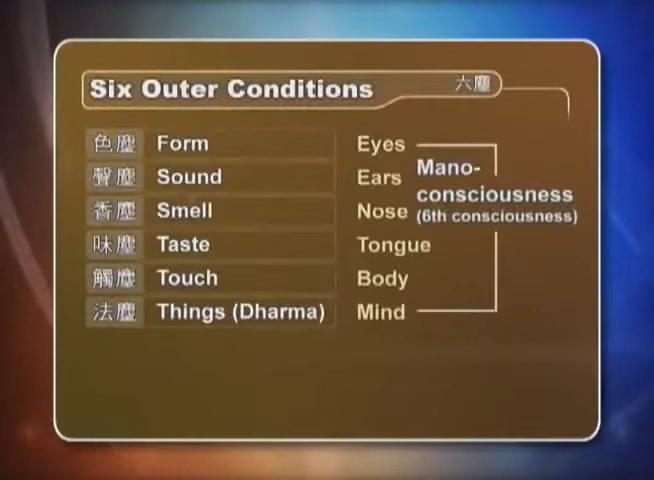 Six Outer Conditions 六塵
色塵 Form Eyes
聲塵 Sound Ears
香塵 Smell Nose
味塵 Taste Tongue
觸塵 Touch Body
法塵 Things (Dharma) Mind
Mano-
consciousness
(6th consciousness)